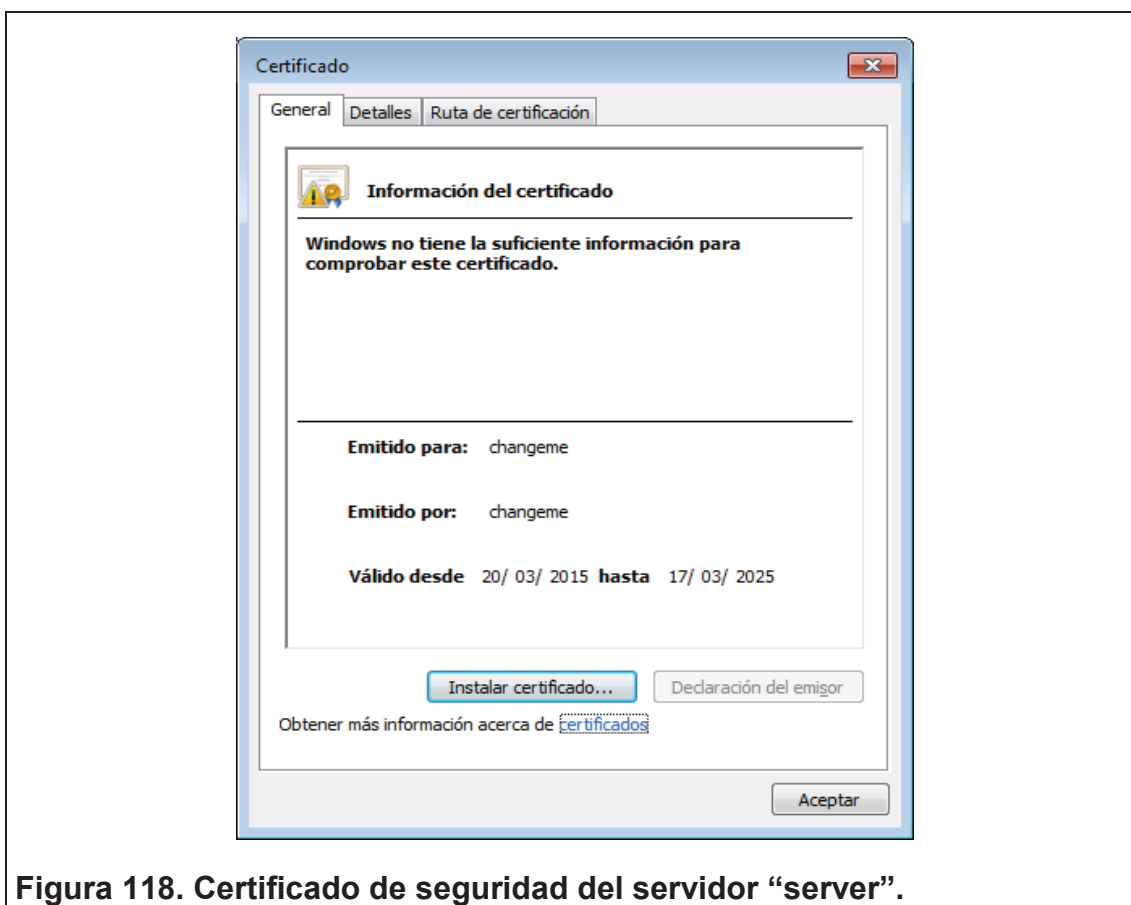 Certificado
General Detalles Ruta de certificación
Información del certificado
Windows no tiene la suficiente información para
comprobar este certificado.
Emitido para: changeme
Emitido por: changeme
Válido desde 20/ 03/ 2015 hasta 17/ 03/ 2025
Instalar certificado... Declaración del emisor
Obtener más información acerca de certificados
Aceptar
Figura 118. Certificado de seguridad del servidor “server”.